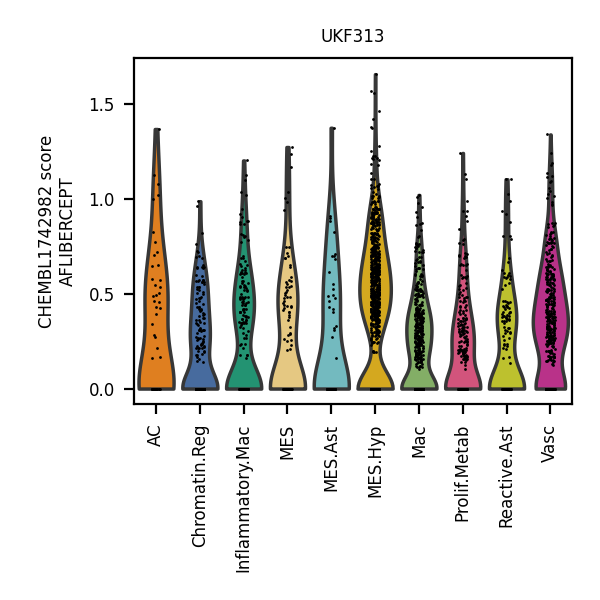 UKF313
CHEMBL1742982 score
AFLIBERCEPT
1.5
1.0
0.5
0.0
AC
Chromatin.Reg
Inflammatory.Mac
MES
MES.Ast
MES.Hyp
Mac
Prolif.Metab
Reactive.Ast
Vasc